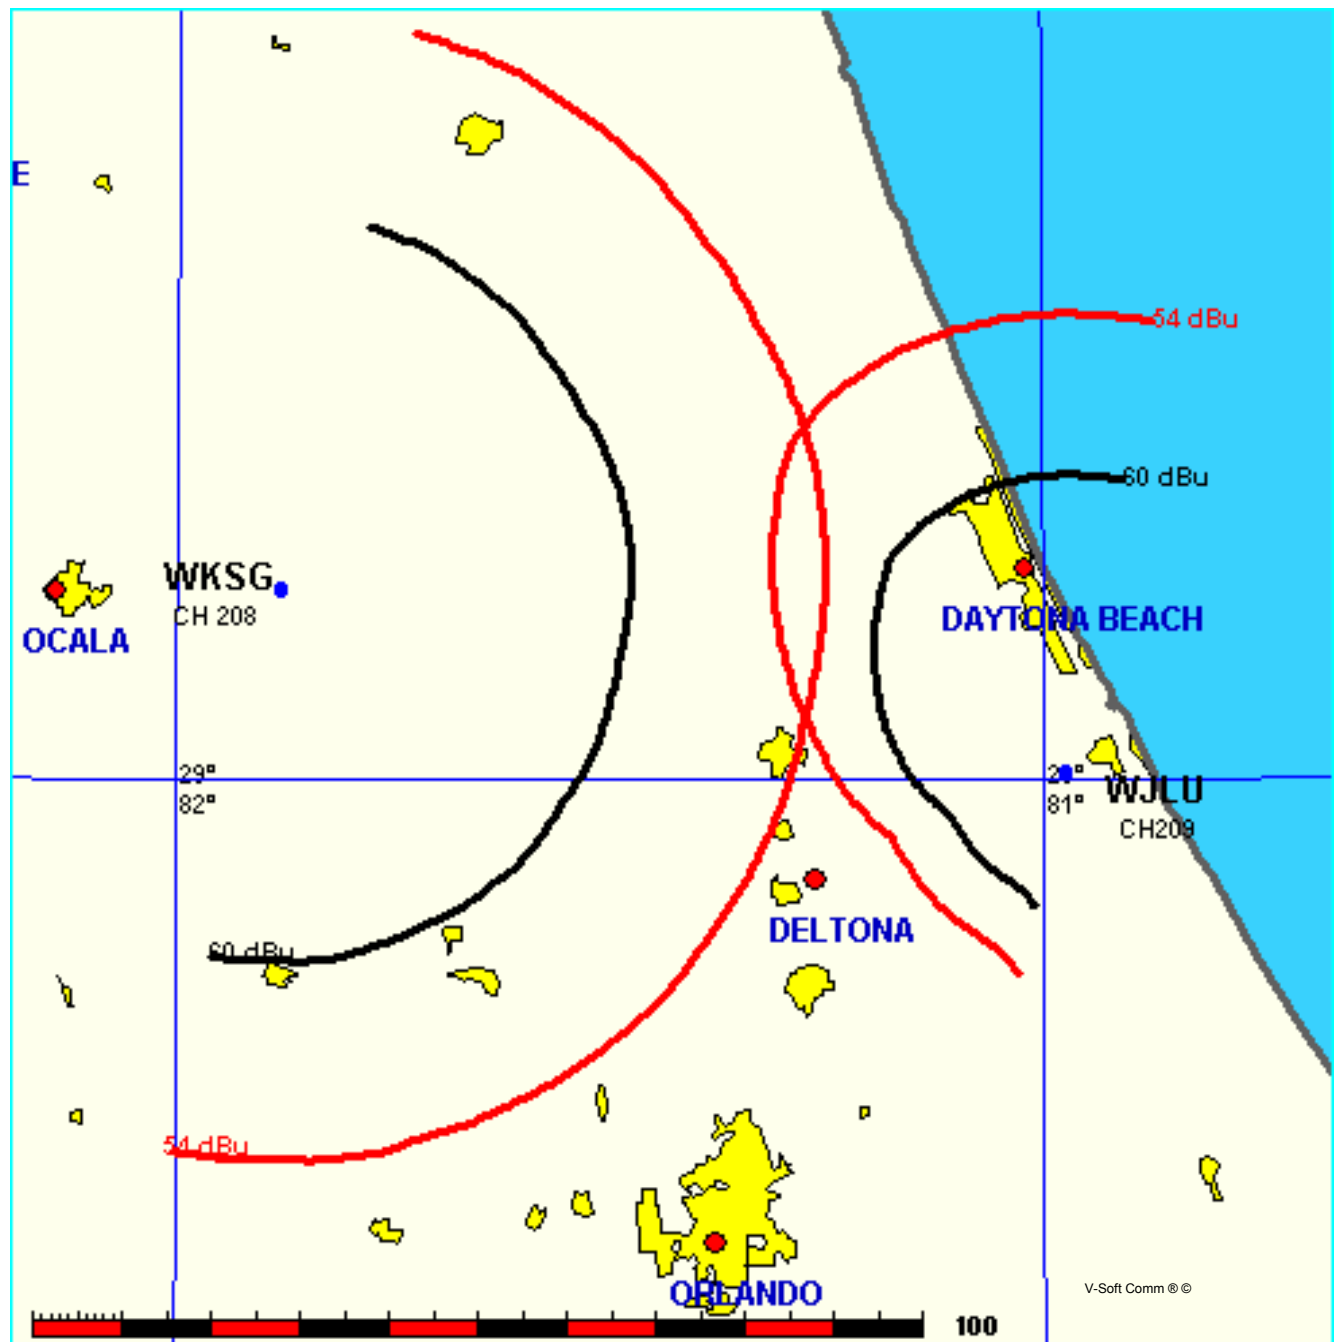 E
54 dBu
60 dBu
WKSG
CH 208
OCALA
DAYTONA BEACH
29°
82°
29°
81°
WJLU
CH209
DELTONA
60 dBu
54 dBu
ORLANDO
V-Soft Comm ® ©
100